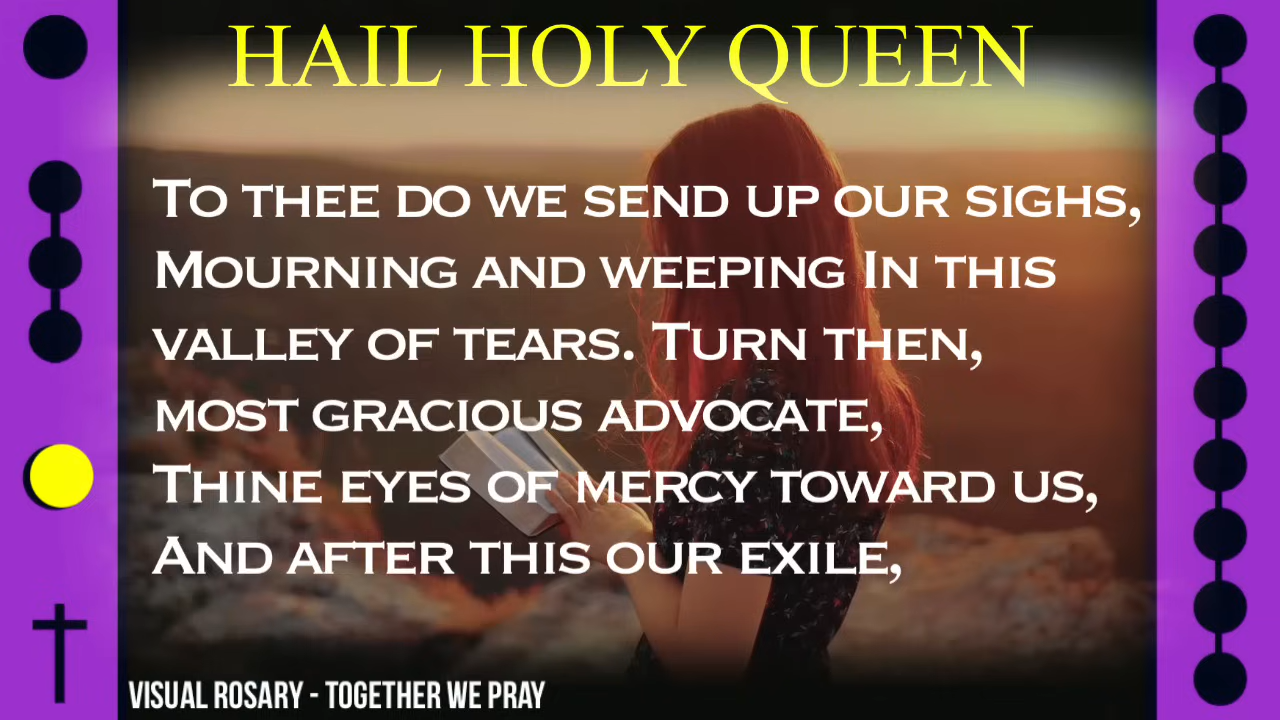 HAIL HOLY QUEEN
To thee do we send up our sighs,
Mourning and weeping In this
valley of tears. Turn then,
most gracious advocate,
Thine eyes of mercy toward us,
And after this our exile,
VISUAL ROSARY - TOGETHER WE PRAY